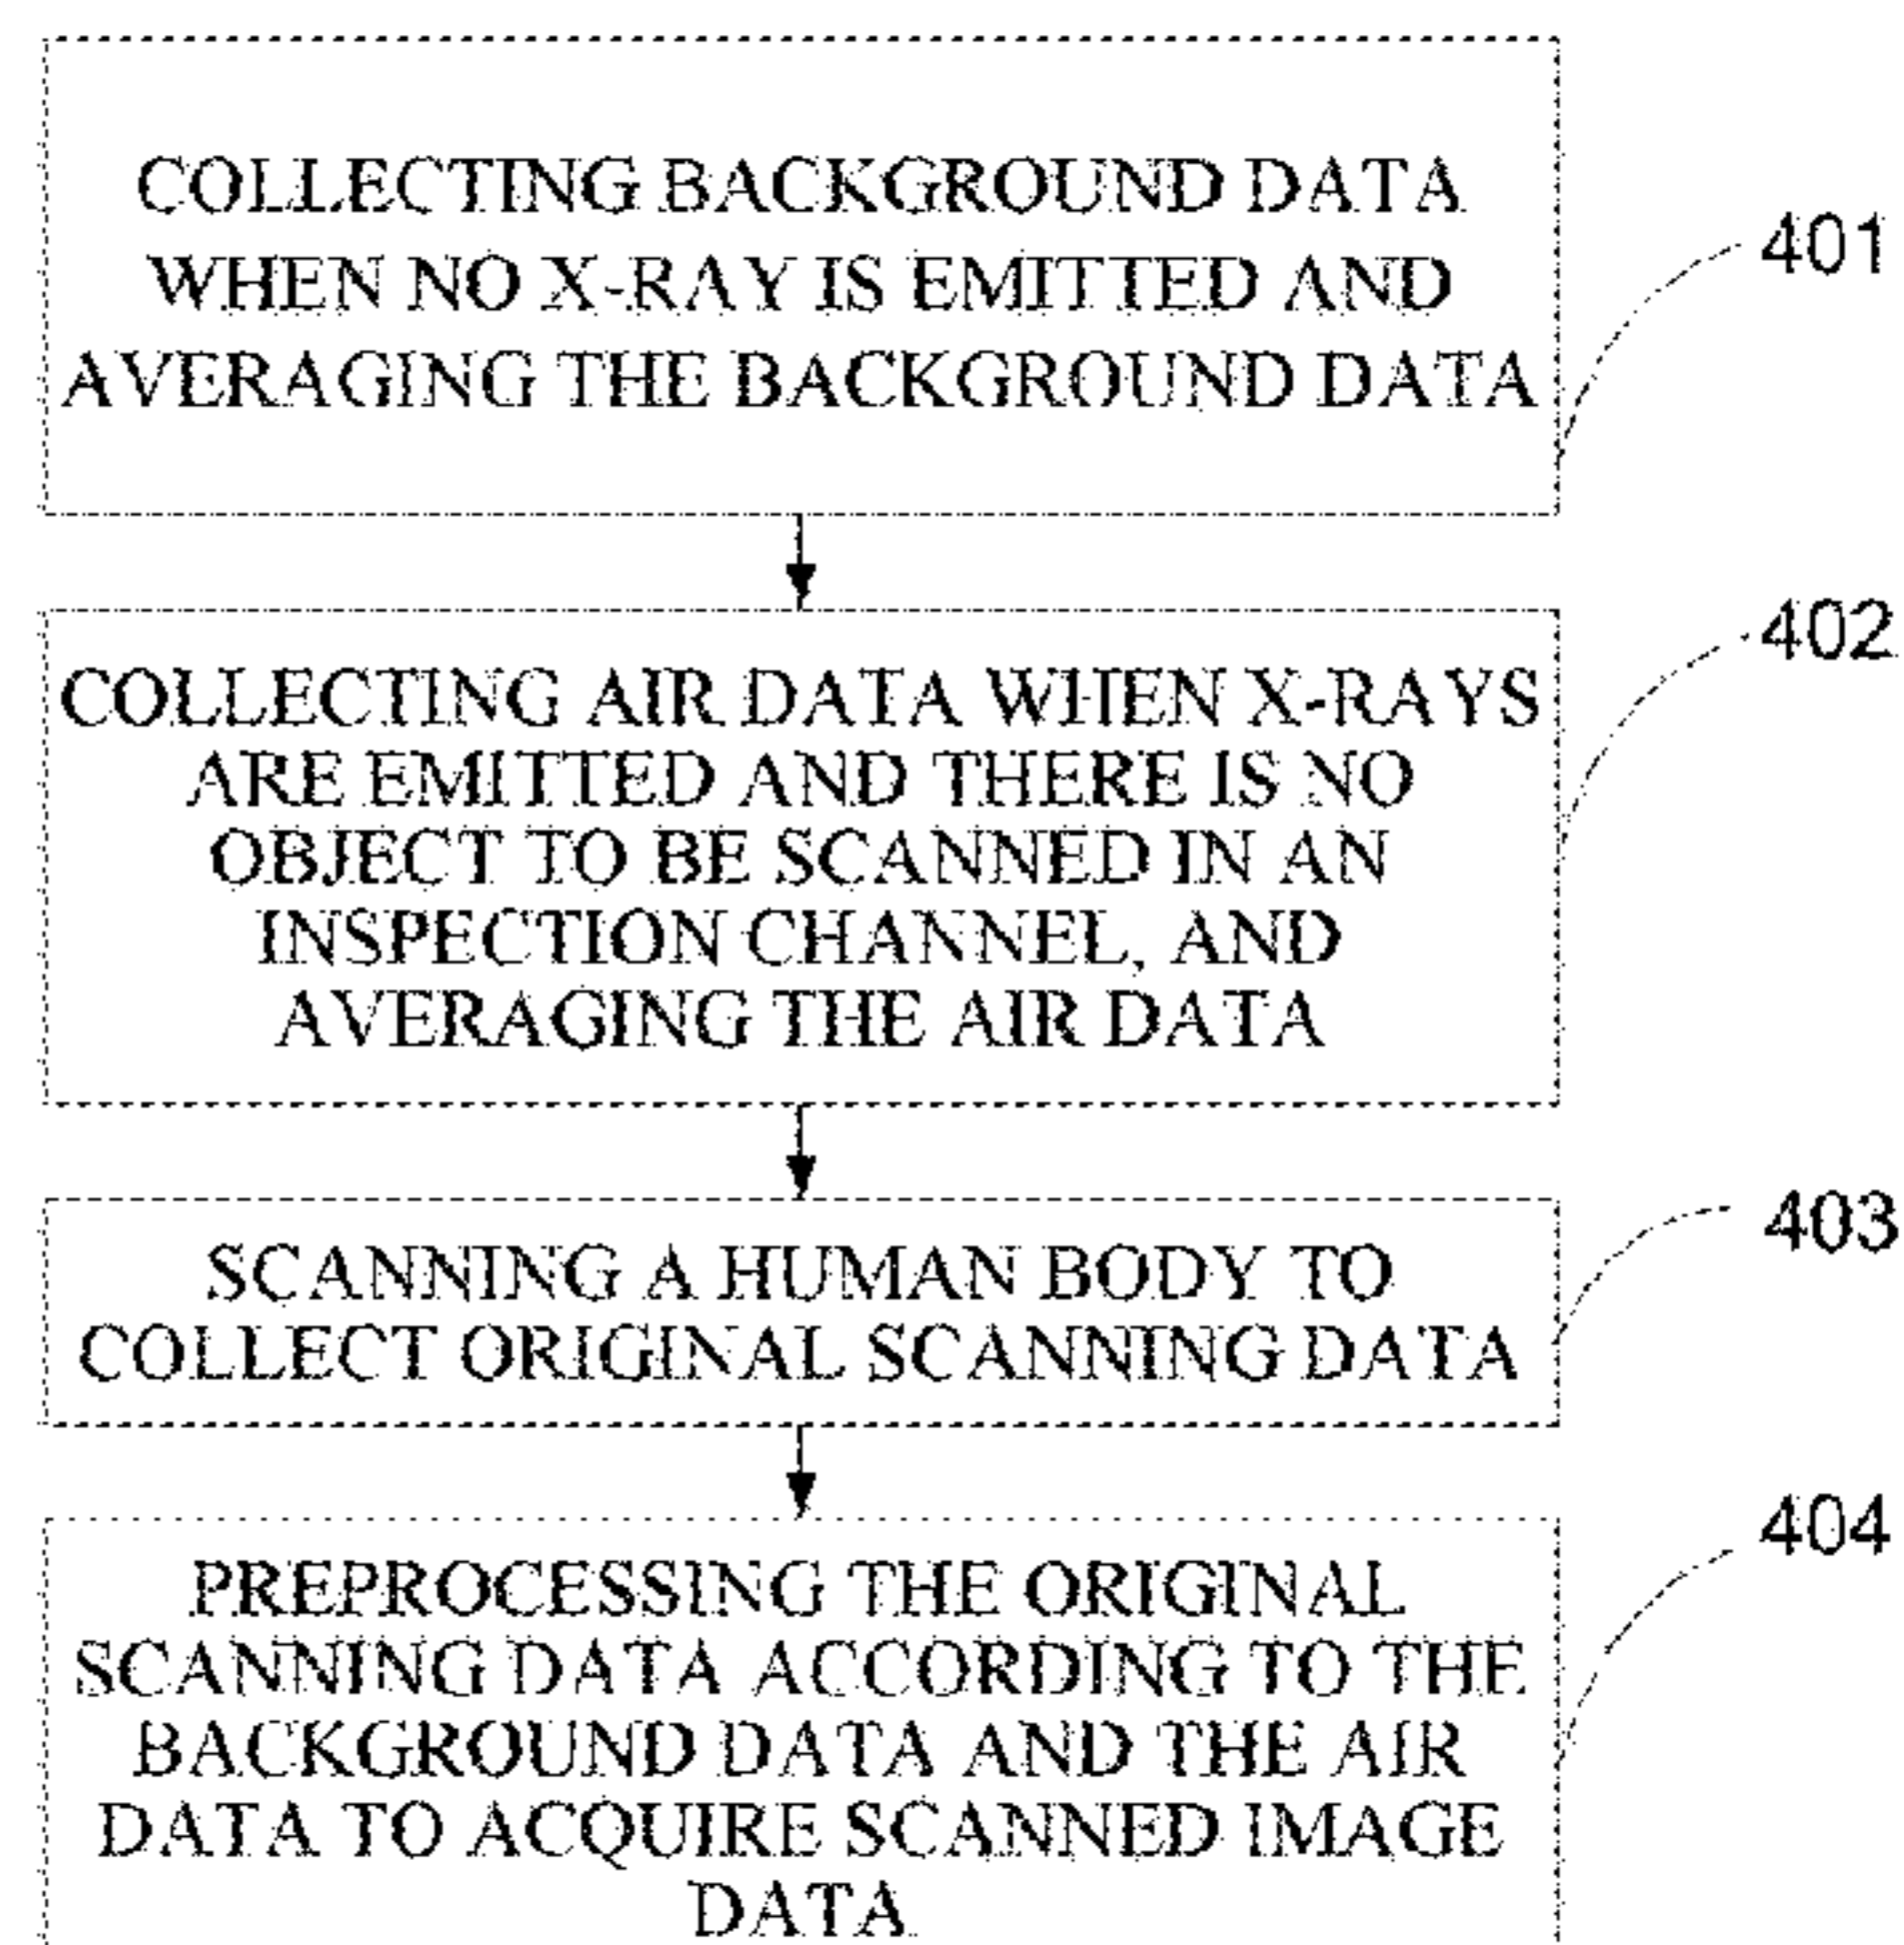 COLLECTING BACKGROUND DATA
WHEN NO X-RAY IS EMITTED AND
AVERAGING THE BACKGROUND DATA
401
COLLECTING AIR DATA WHEN X-RAYS
ARE EMITTED AND THERE IS NO
OBJECT TO BE SCANNED IN AN
INSPECTION CHANNEL, AND
AVERAGING THE AIR DATA
402
SCANNING A HUMAN BODY TO
COLLECT ORIGINAL SCANNING DATA
403
PREPROCESSING THE ORIGINAL
SCANNING DATA ACCORDING TO THE
BACKGROUND DATA AND THE AIR
DATA TO ACQUIRE SCANNED IMAGE
DATA
404